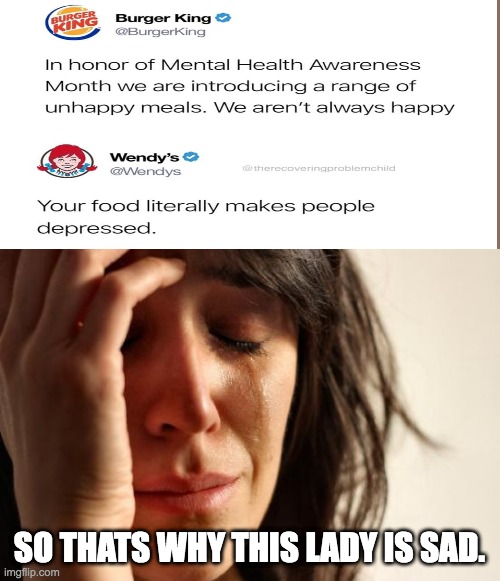 BURGER
KING
Burger King
@BurgerKing
In honor of Mental Health Awareness
Month we are introducing a range of
unhappy meals. We aren't always happy
Wendy's
@Wendys
@therecoveringproblemchild
Your food literally makes people
depressed.
SO THATS WHY THIS LADY IS SAD.
imgflip.com